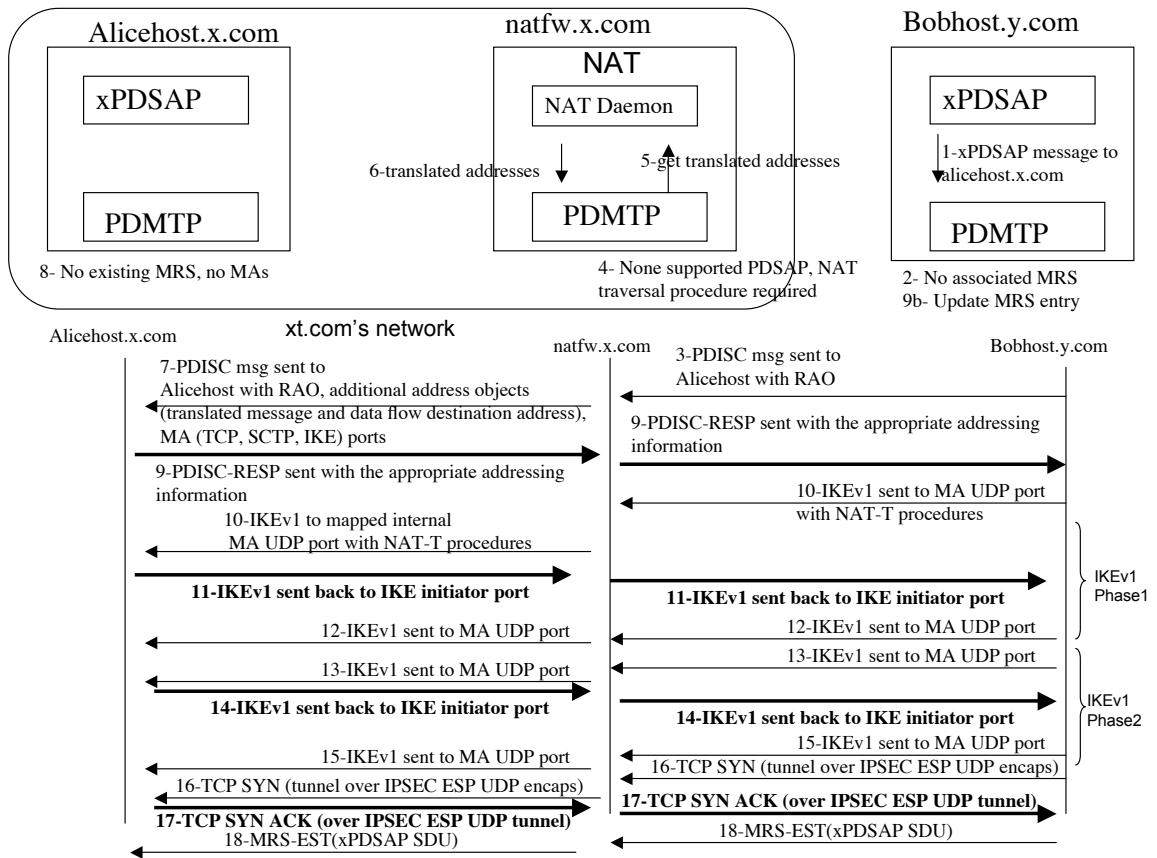 Alicehost.x.com
natfw.x.com
Bobhost.y.com
NAT
xPDSAP
NAT Daemon
xPDSAP
6-translated addresses
5-get translated addresses
1-xPDSAP message to
alicehost.x.com
PDMTP
PDMTP
PDMTP
8- No existing MRS, no MAs
4- None supported PDSAP, NAT
traversal procedure required
2- No associated MRS
9b- Update MRS entry
xt.com's network
Alicehost.x.com
natfw.x.com
Bobhost.y.com
7-PDISC msg sent to
Alicehost with RAO, additional address objects
(translated message and data flow destination address),
MA (TCP, SCTP, IKE) ports
3-PDISC msg sent to
Alicehost with RAO
9-PDISC-RESP sent with the appropriate addressing
information
9-PDISC-RESP sent with the appropriate addressing
information
10-IKEv1 sent to MA UDP port
with NAT-T procedures
10-IKEv1 to mapped internal
MA UDP port with NAT-T procedures
11-IKEv1 sent back to IKE initiator port
11-IKEv1 sent back to IKE initiator port
IKEv1
Phase1
12-IKEv1 sent to MA UDP port
12-IKEv1 sent to MA UDP port
13-IKEv1 sent to MA UDP port
13-IKEv1 sent to MA UDP port
14-IKEv1 sent back to IKE initiator port
14-IKEv1 sent back to IKE initiator port
IKEv1
Phase2
15-IKEv1 sent to MA UDP port
15-IKEv1 sent to MA UDP port
16-TCP SYN (tunnel over IPSEC ESP UDP encaps)
16-TCP SYN (tunnel over IPSEC ESP UDP encaps)
17-TCP SYN ACK (over IPSEC ESP UDP tunnel)
17-TCP SYN ACK (over IPSEC ESP UDP tunnel)
18-MRS-EST(xPDSAP SDU)
18-MRS-EST(xPDSAP SDU)